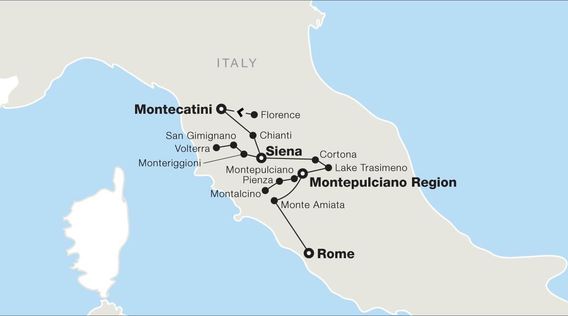 ITALY
Montecatini
Florence
Chianti
San Gimignano
Volterra
Siena
Monteriggioni
Cortona
Lake Trasimeno
Montepulciano
Pienza
Montepulciano Region
Montalcino
Monte Amiata
Rome